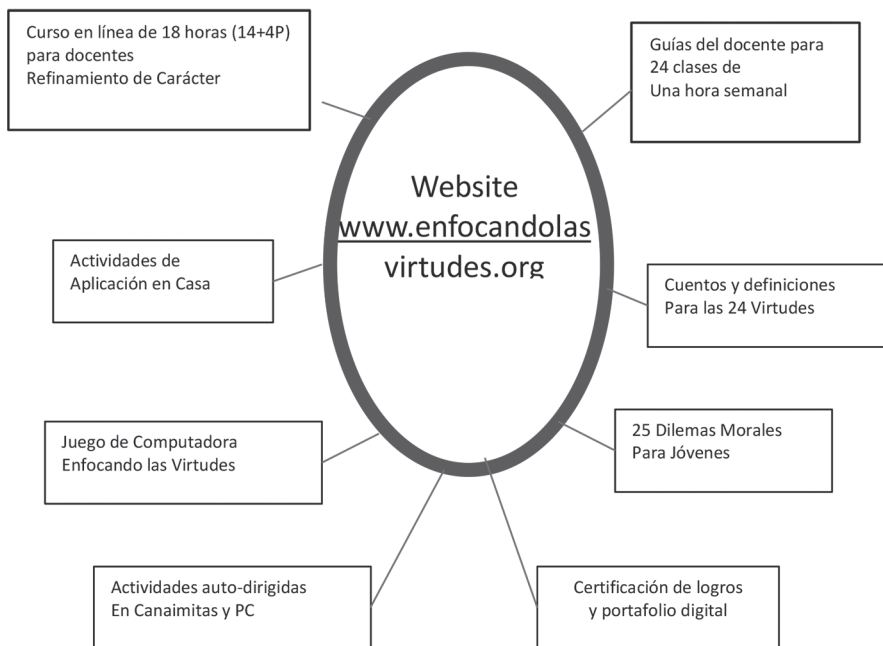 Curso en línea de 18 horas (14+4P)
para docentes
Refinamiento de Carácter
Guías del docente para
24 clases de
Una hora semanal
Website
www.enfocandolas
virtudes.org
Actividades de
Aplicación en Casa
Cuentos y definiciones
Para las 24 Virtudes
Juego de Computadora
Enfocando las Virtudes
25 Dilemas Morales
Para Jóvenes
Actividades auto-dirigidas
En Canaimitas y PC
Certificación de logros
y portafolio digital